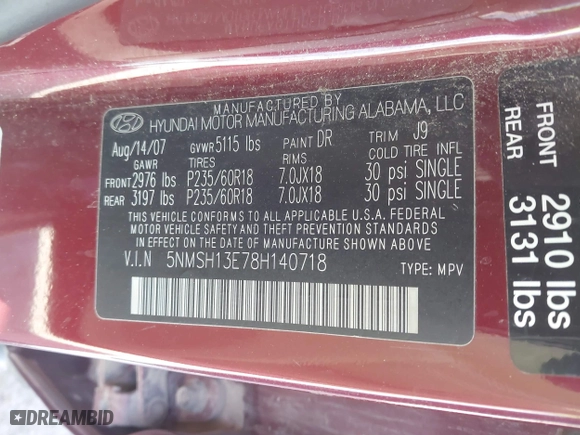 MANUFACTURED BY
HYUNDAI MOTOR MANUFACTURING ALABAMA, LLC
Aug/14/07 GVWR 5115 lbs PAINT DR TRIM J9
GAWR TIRES RIMS COLD TIRE INFL
FRONT 2976 lbs P235/60R18 7.0JX18 30 psi SINGLE
REAR 3197 lbs P235/60R18 7.0JX18 30 psi SINGLE
THIS VEHICLE CONFORMS TO ALL APPLICABLE U.S.A. FEDERAL
MOTOR VEHICLE SAFETY AND THEFT PREVENTION STANDARDS
IN EFFECT ON THE DATE OF MANUFACTURE SHOWN ABOVE.
V.I.N 5NMSH13E78H140718 TYPE: MPV
FRONT 2910 lbs
REAR 3131 lbs
DREAMBID